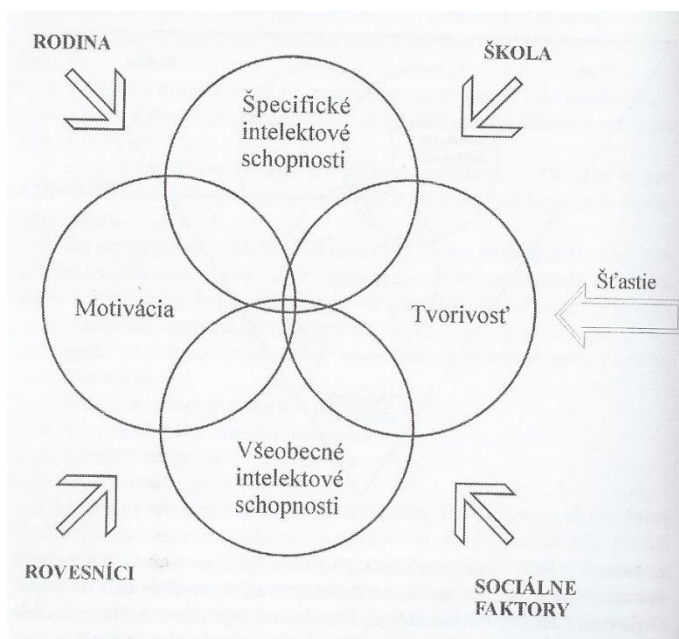 RODINA
ŠKOLA
Špecifické
intelektové
schopnosti
Motivácia
Tvorivosť
Šťastie
Všeobecné
intelektové
schopnosti
ROVESNÍCI
SOCIÁLNE
FAKTORY